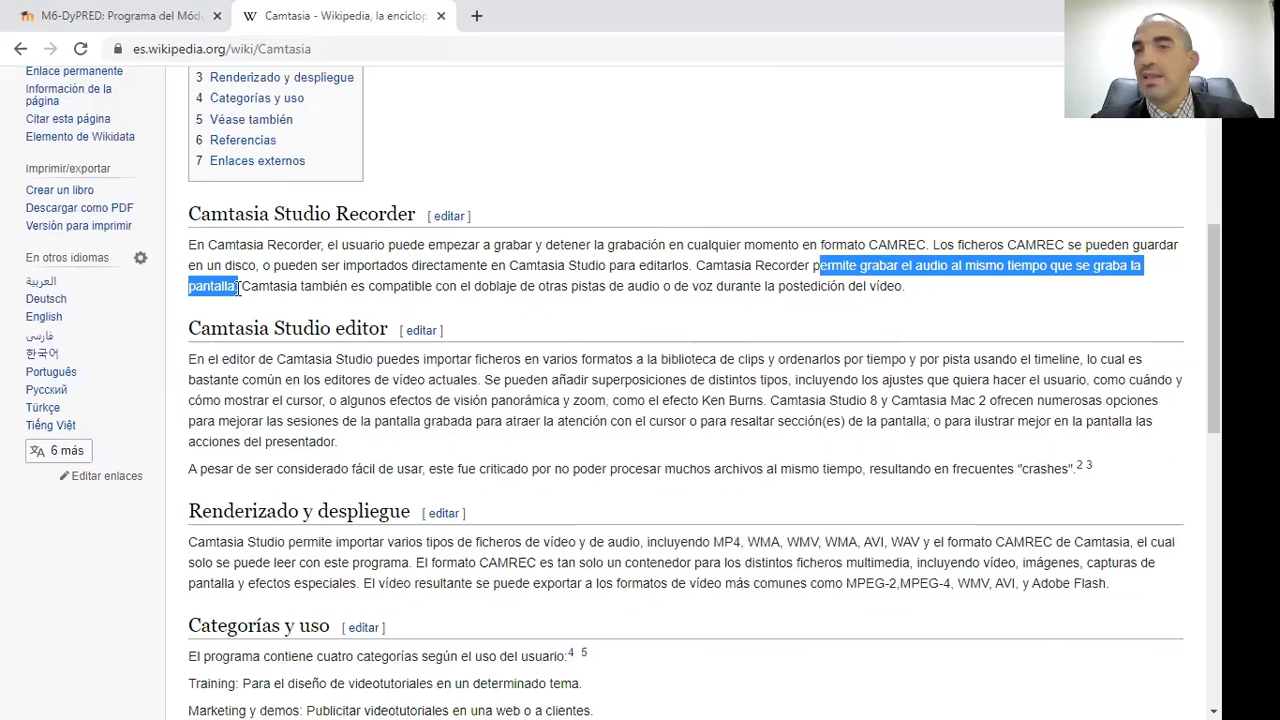 M6-DyPRED: Programa del Mód
Camtasia - Wikipedia, la enciclop
es.wikipedia.org/wiki/Camtasia
Enlace permanente
Información de la
página
Citar esta página
Elemento de Wikidata
Imprimir/exportar
Crear un libro
Descargar como PDF
Versión para imprimir
En otros idiomas
العربية
Deutsch
English
فارسی
한국어
Português
Русский
Türkçe
Tiếng Việt
6 más
Editar enlaces
3 Renderizado y despliegue
4 Categorías y uso
5 Véase también
6 Referencias
7 Enlaces externos
Camtasia Studio Recorder [ editar ]
En Camtasia Recorder, el usuario puede empezar a grabar y detener la grabación en cualquier momento en formato CAMREC. Los ficheros CAMREC se pueden guardar
en un disco, o pueden ser importados directamente en Camtasia Studio para editarlos. Camtasia Recorder permite grabar el audio al mismo tiempo que se graba la
pantalla. Camtasia también es compatible con el doblaje de otras pistas de audio o de voz durante la postedición del vídeo.
Camtasia Studio editor [ editar ]
En el editor de Camtasia Studio puedes importar ficheros en varios formatos a la biblioteca de clips y ordenarlos por tiempo y por pista usando el timeline, lo cual es
bastante común en los editores de vídeo actuales. Se pueden añadir superposiciones de distintos tipos, incluyendo los ajustes que quiera hacer el usuario, como cuándo y
cómo mostrar el cursor, o algunos efectos de visión panorámica y zoom, como el efecto Ken Burns. Camtasia Studio 8 y Camtasia Mac 2 ofrecen numerosas opciones
para mejorar las sesiones de la pantalla grabada para atraer la atención con el cursor o para resaltar sección(es) de la pantalla; o para ilustrar mejor en la pantalla las
acciones del presentador.
A pesar de ser considerado fácil de usar, este fue criticado por no poder procesar muchos archivos al mismo tiempo, resultando en frecuentes "crashes".2 3
Renderizado y despliegue [ editar ]
Camtasia Studio permite importar varios tipos de ficheros de vídeo y de audio, incluyendo MP4, WMA, WMV, WMA, AVI, WAV y el formato CAMREC de Camtasia, el cual
solo se puede leer con este programa. El formato CAMREC es tan solo un contenedor para los distintos ficheros multimedia, incluyendo vídeo, imágenes, capturas de
pantalla y efectos especiales. El vídeo resultante se puede exportar a los formatos de vídeo más comunes como MPEG-2,MPEG-4, WMV, AVI, y Adobe Flash.
Categorías y uso [ editar ]
El programa contiene cuatro categorías según el uso del usuario:4 5
Training: Para el diseño de videotutoriales en un determinado tema.
Marketing y demos: Publicitar videotutoriales en una web o a clientes.